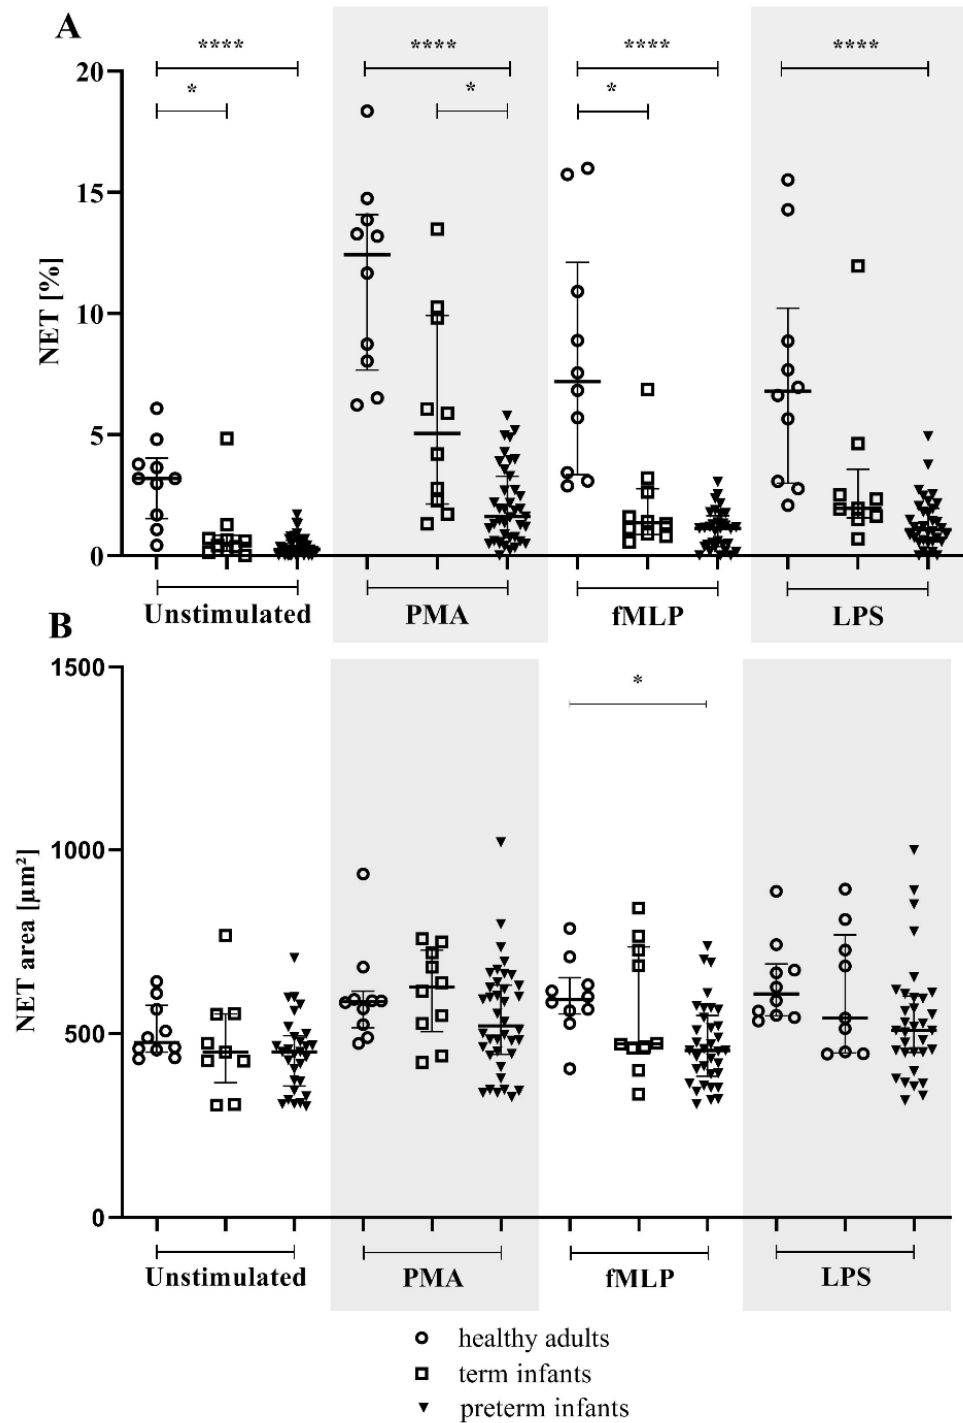 A
**** **** **** ****
* * *
20
15
10
5
0
NET [%]
Unstimulated PMA fMLP LPS
B
1500
*
1000
500
0
NET area [µm²]
Unstimulated PMA fMLP LPS
healthy adults
term infants
preterm infants